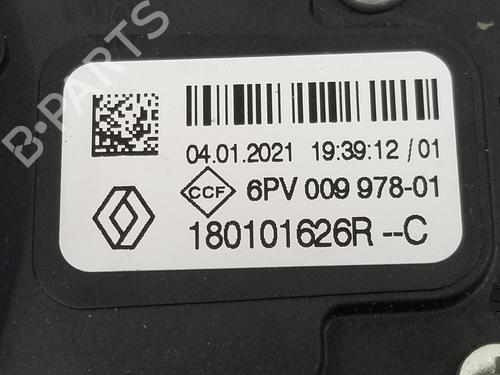 B-PARTS
04.01.2021 19:39:12 /01
CCF 6PV 009 978-01
180101626R --C